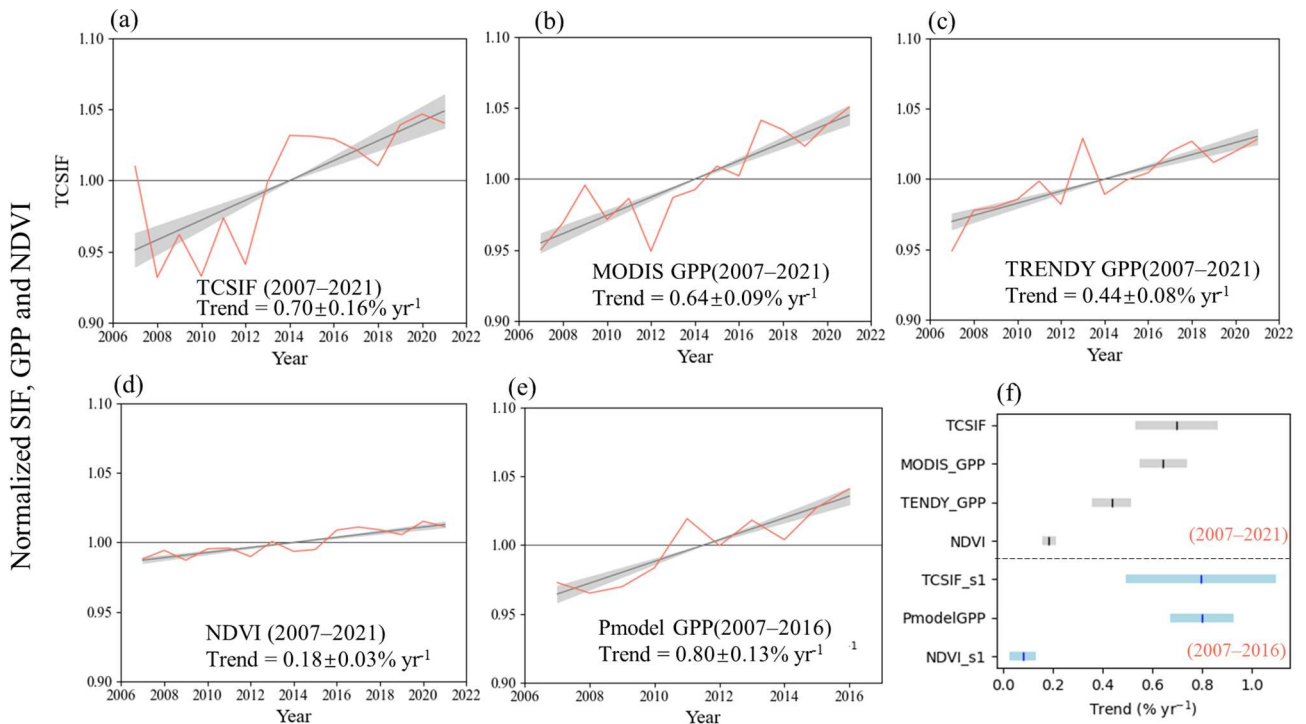 Normalized SIF, GPP and NDVI
(a)
1.10
1.05
1.00
0.95
0.90
TCSIF
TCSIF (2007–2021)
Trend = 0.70±0.16% yr-1
2006 2008 2010 2012 2014 2016 2018 2020 2022
Year
(b)
1.10
1.05
1.00
0.95
0.90
MODIS GPP(2007–2021)
Trend = 0.64±0.09% yr-1
2006 2008 2010 2012 2014 2016 2018 2020 2022
Year
(c)
1.10
1.05
1.00
0.95
0.90
TRENDY GPP(2007–2021)
Trend = 0.44±0.08% yr-1
2006 2008 2010 2012 2014 2016 2018 2020 2022
Year
(d)
1.10
1.05
1.00
0.95
0.90
NDVI (2007–2021)
Trend = 0.18±0.03% yr-1
2006 2008 2010 2012 2014 2016 2018 2020 2022
Year
(e)
1.10
1.05
1.00
0.95
0.90
Pmodel GPP(2007–2016)
Trend = 0.80±0.13% yr-1 -1
2006 2008 2010 2012 2014 2016
Year
(f)
TCSIF
MODIS_GPP
TENDY_GPP
NDVI
(2007–2021)
TCSIF_s1
PmodelGPP
NDVI_s1
(2007–2016)
0.0 0.2 0.4 0.6 0.8 1.0
Trend (% yr−1)